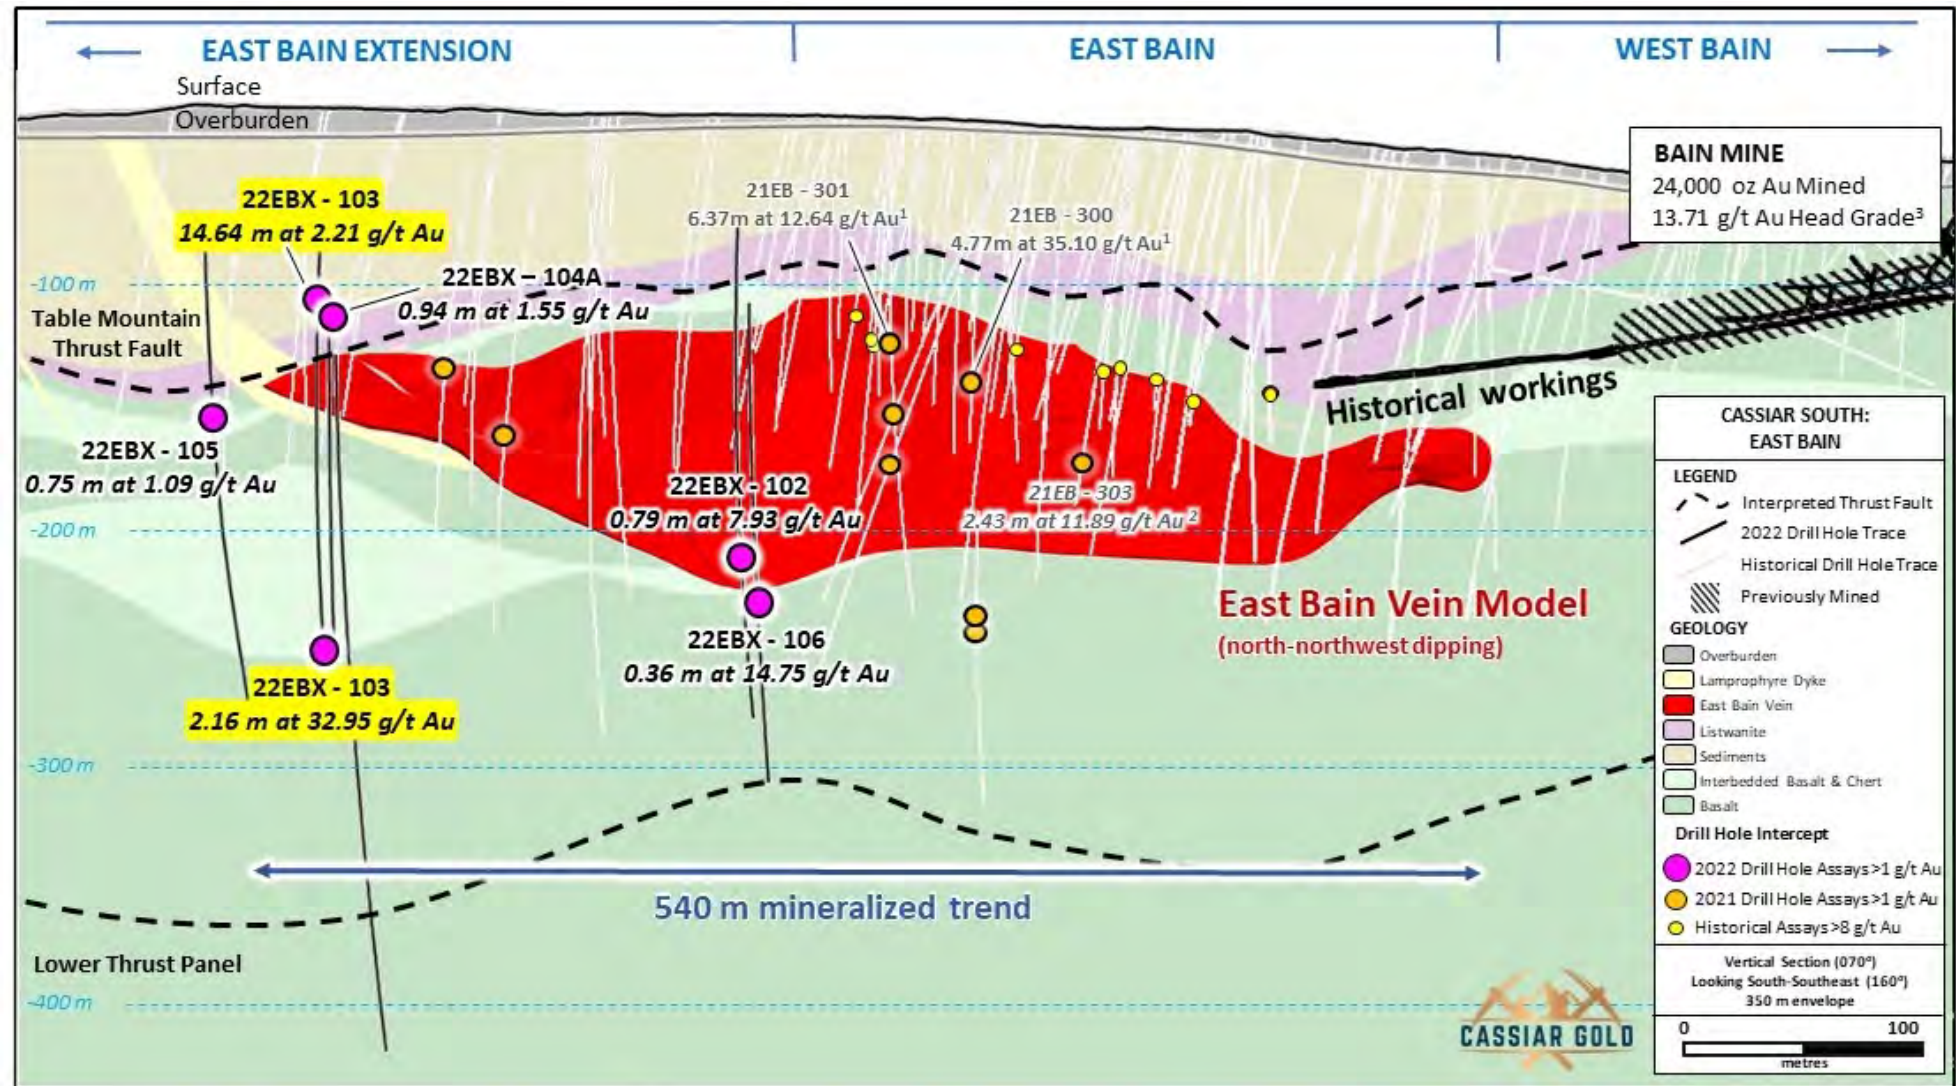 EAST BAIN EXTENSION
EAST BAIN
WEST BAIN
Surface
Overburden
BAIN MINE
24,000 oz Au Mined
13.71 g/t Au Head Grade³
22EBX - 103
14.64 m at 2.21 g/t Au
21EB - 301
6.37m at 12.64 g/t Au¹
21EB - 300
4.77m at 35.10 g/t Au¹
-100 m
22EBX – 104A
0.94 m at 1.55 g/t Au
Table Mountain
Thrust Fault
Historical workings
22EBX - 105
0.75 m at 1.09 g/t Au
22EBX - 102
0.79 m at 7.93 g/t Au
21EB - 303
2.43 m at 11.89 g/t Au²
-200 m
East Bain Vein Model
(north-northwest dipping)
22EBX - 106
0.36 m at 14.75 g/t Au
22EBX - 103
2.16 m at 32.95 g/t Au
-300 m
540 m mineralized trend
Lower Thrust Panel
-400 m
CASSIAR GOLD
CASSIAR SOUTH:
EAST BAIN
LEGEND
Interpreted Thrust Fault
2022 Drill Hole Trace
Historical Drill Hole Trace
Previously Mined
GEOLOGY
Overburden
Lamprophyre Dyke
East Bain Vein
Listwanite
Sediments
Interbedded Basalt & Chert
Basalt
Drill Hole Intercept
2022 Drill Hole Assays >1 g/t Au
2021 Drill Hole Assays >1 g/t Au
Historical Assays >8 g/t Au
Vertical Section (070°)
Looking South-Southeast (160°)
350 m envelope
0 100
metres